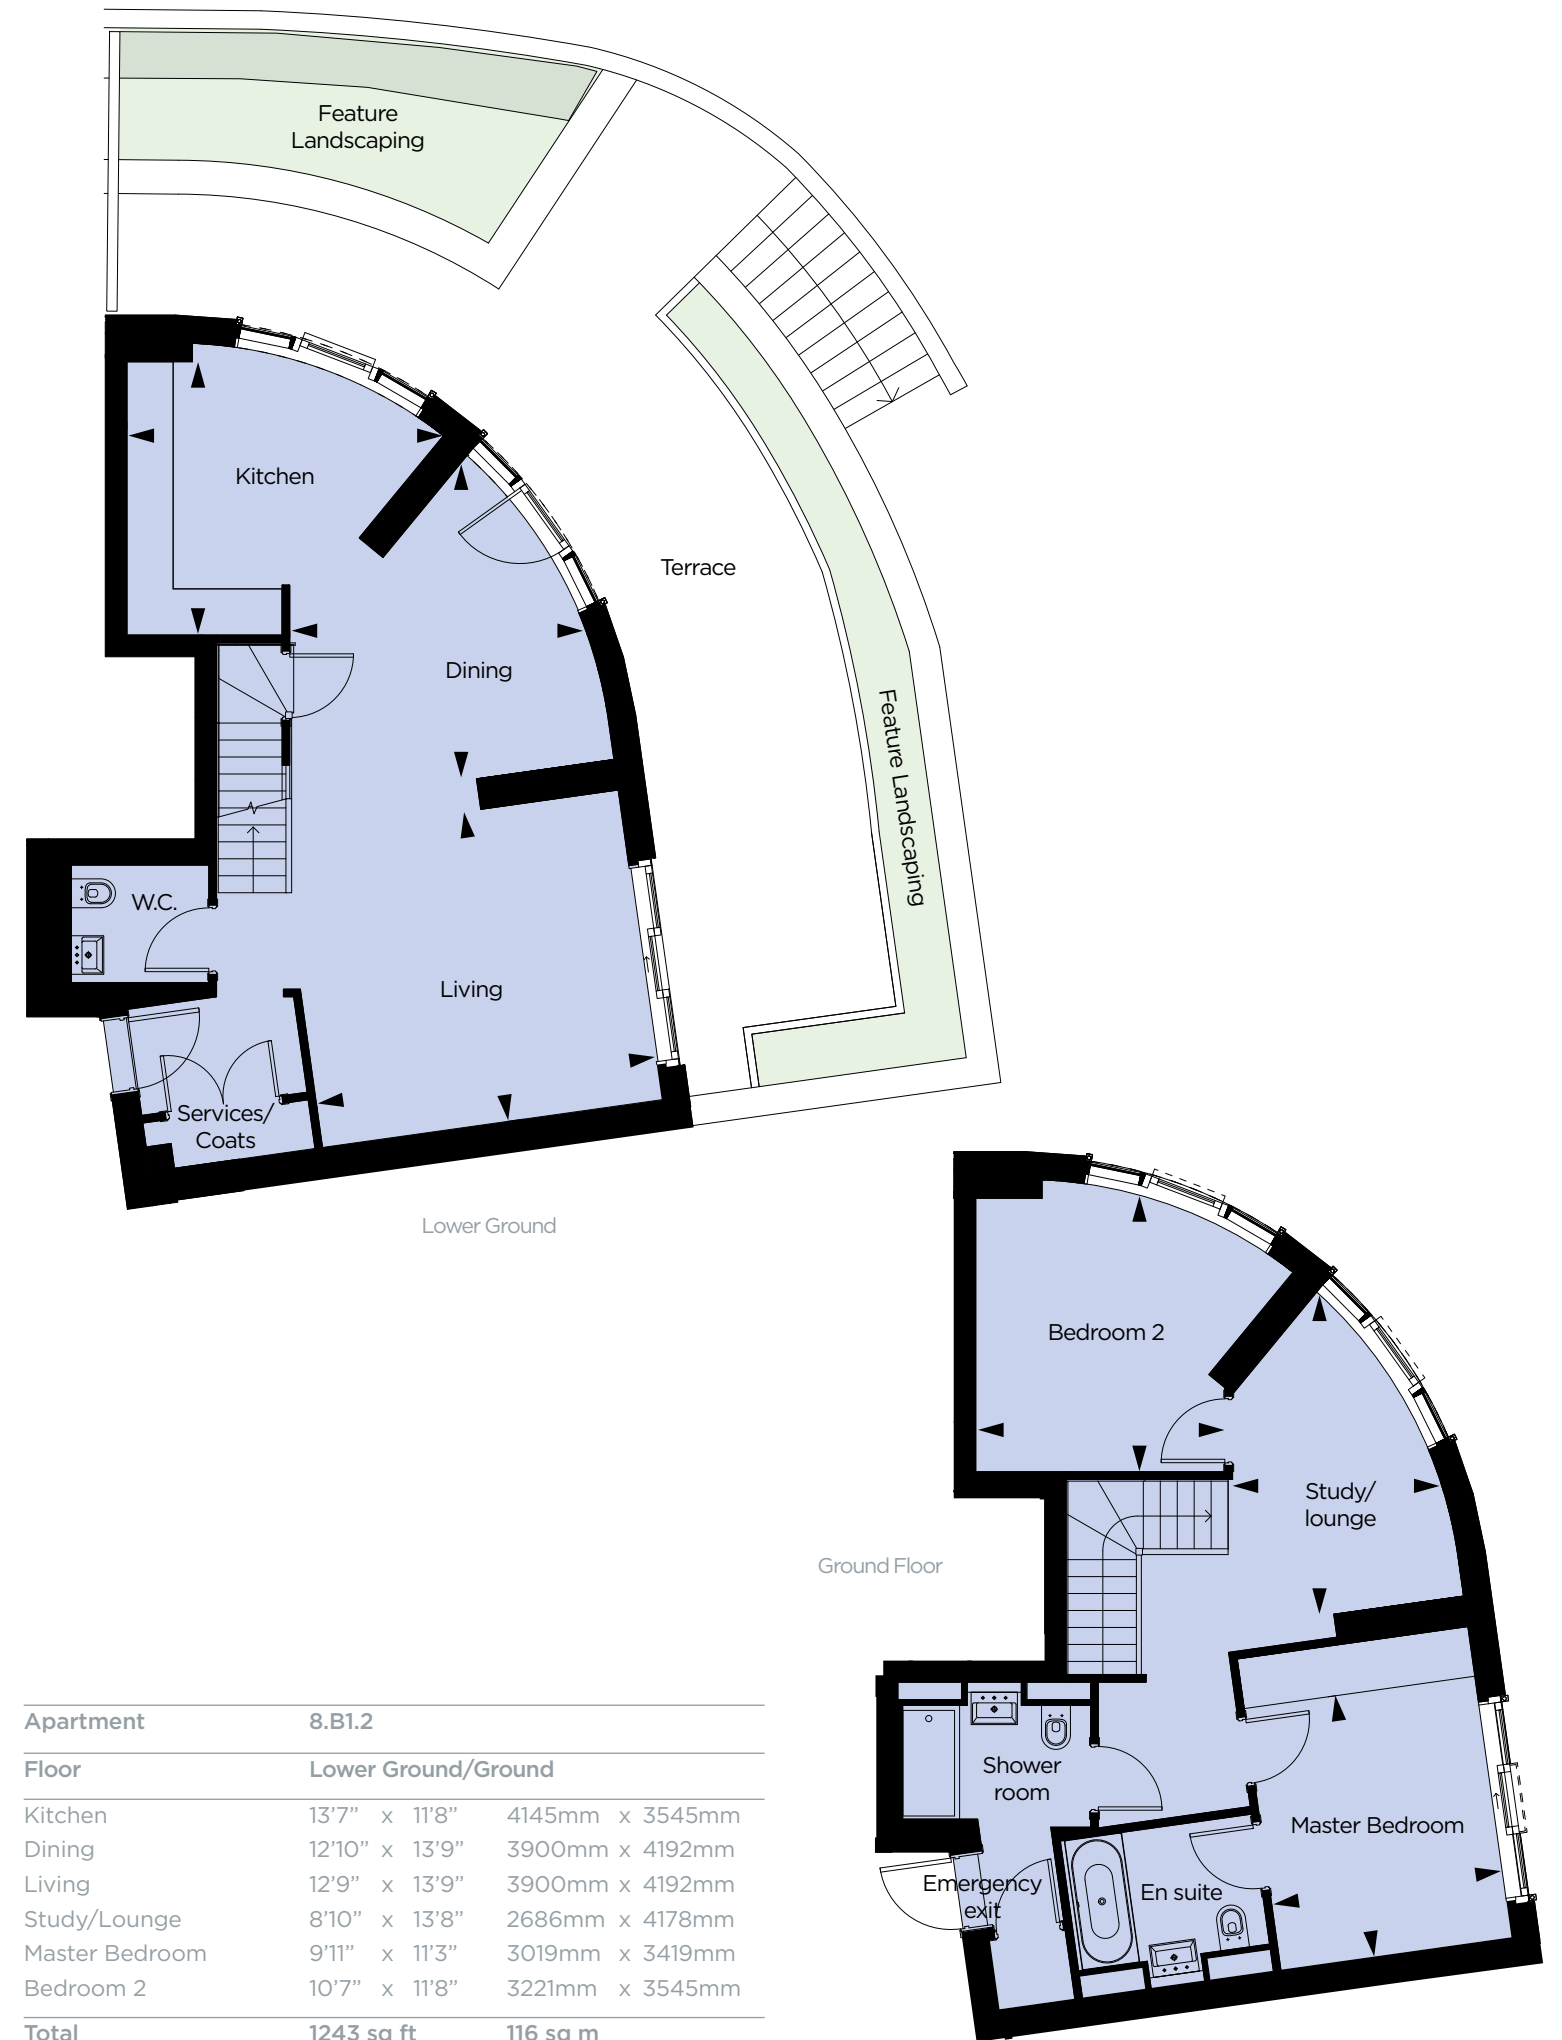 Feature
Landscaping
Kitchen
Terrace
Dining
Feature Landscaping
W.C.
Living
Services/
Coats
Lower Ground
Bedroom 2
Study/
lounge
Ground Floor
Shower
room
Master Bedroom
Emergency
exit
En suite
Apartment 8.B1.2
Floor Lower Ground/Ground
Kitchen 13’7” x 11’8” 4145mm x 3545mm
Dining 12’10” x 13’9” 3900mm x 4192mm
Living 12’9” x 13’9” 3900mm x 4192mm
Study/Lounge 8’10” x 13’8” 2686mm x 4178mm
Master Bedroom 9’11” x 11’3” 3019mm x 3419mm
Bedroom 2 10’7” x 11’8” 3221mm x 3545mm
Total 1243 sq ft 116 sq m